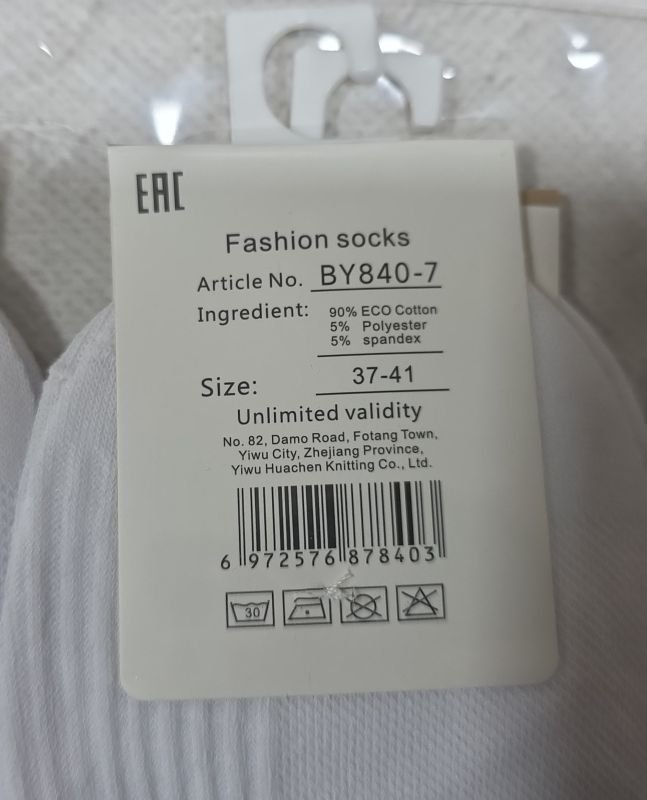 EAC
Fashion socks
Article No. BY840-7
Ingredient: 90% ECO Cotton
5% Polyester
5% spandex
Size: 37-41
Unlimited validity
No. 82, Damo Road, Fotang Town,
Yiwu City, Zhejiang Province,
Yiwu Huachen Knitting Co., Ltd.
6 972576 878403
30